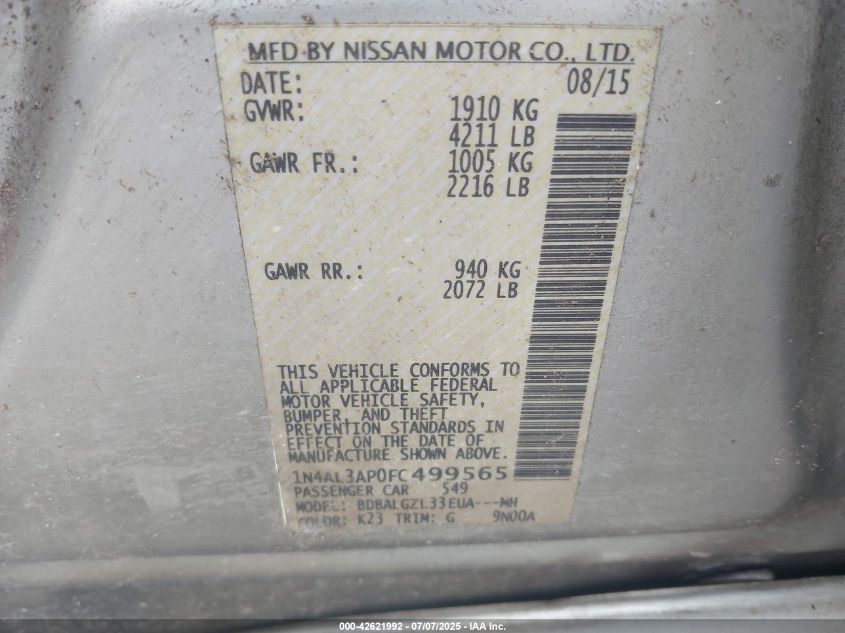 MFD BY NISSAN MOTOR CO., LTD.
DATE: 08/15
GVWR: 1910 KG
4211 LB
GAWR FR.: 1005 KG
2216 LB
GAWR RR.: 940 KG
2072 LB
THIS VEHICLE CONFORMS TO
ALL APPLICABLE FEDERAL
MOTOR VEHICLE SAFETY,
BUMPER, AND THEFT
PREVENTION STANDARDS IN
EFFECT ON THE DATE OF
MANUFACTURE SHOWN ABOVE.
1N4AL3AP0FC499565
PASSENGER CAR 549
MODEL: BDBALGZL33EUA---MH
COLOR: K23 TRIM: G 9N00A
000-42621992 - 07/07/2025 - IAA Inc.